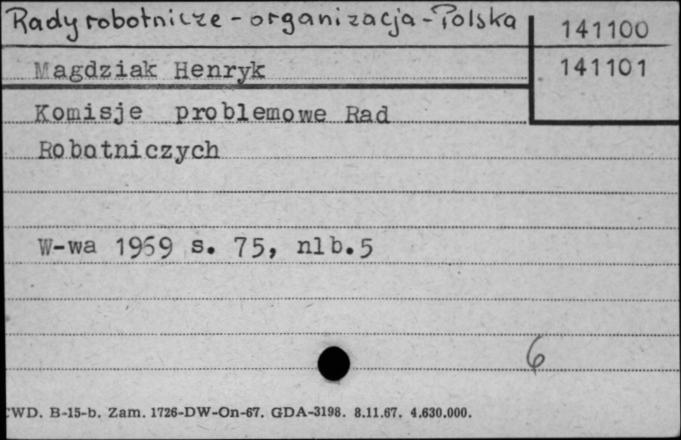 Rady robotnicze - organizacja - Polska
141100
Magdziak Henryk
141101
Komisje problemowe Rad
Robotniczych
W-wa 1959 s. 75, nlb.5
6
CWD. B-15-b. Zam. 1726-DW-On-67. GDA-3198. 8.11.67. 4.630.000.